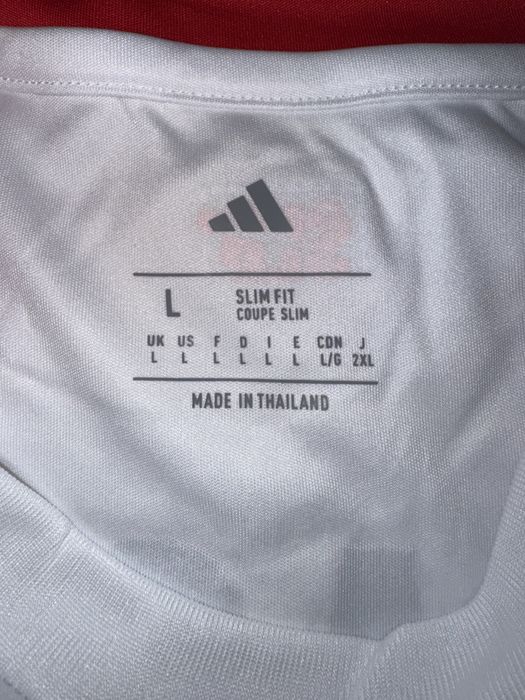 L
SLIM FIT
COUPE SLIM
UK US F D I E CDN J
L L L L L L L/G 2XL
MADE IN THAILAND